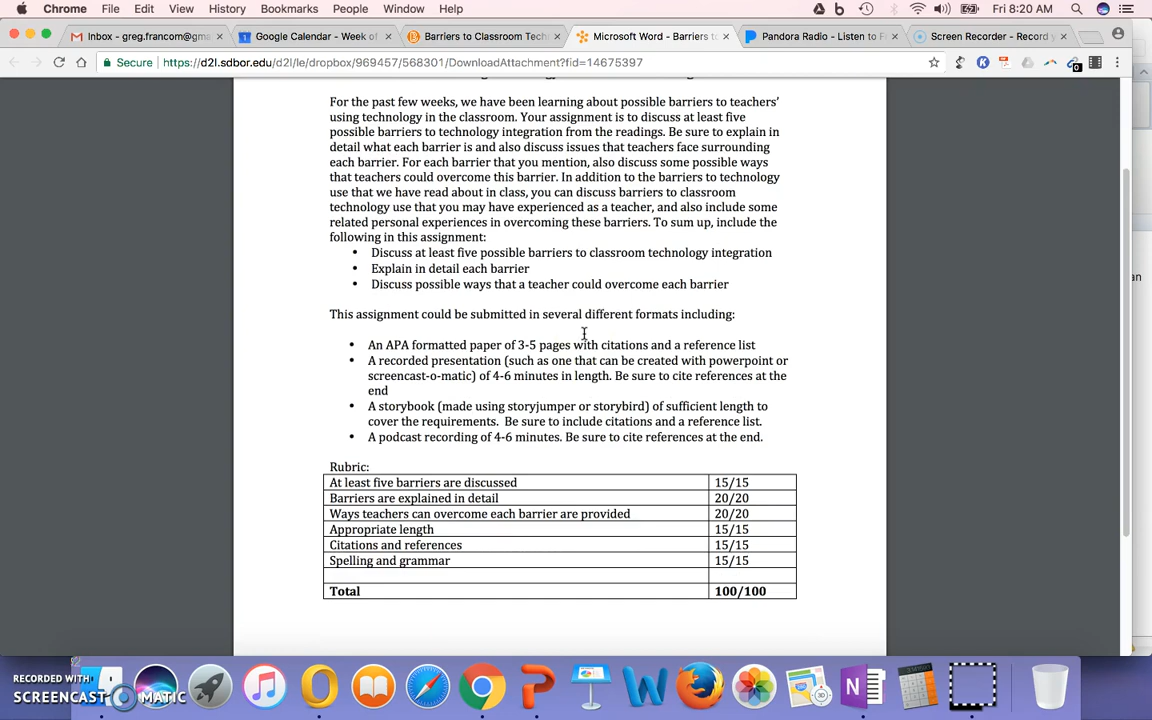 Chrome File Edit View History Bookmarks People Window Help Fri 8:20 AM
Inbox - greg.francom@gma Google Calendar - Week of Barriers to Classroom Tech Microsoft Word - Barriers to Pandora Radio - Listen to F Screen Recorder - Record y
Secure https://d2l.sdbor.edu/d2l/le/dropbox/969457/568301/DownloadAttachment?fid=14675397
For the past few weeks, we have been learning about possible barriers to teachers'
using technology in the classroom. Your assignment is to discuss at least five
possible barriers to technology integration from the readings. Be sure to explain in
detail what each barrier is and also discuss issues that teachers face surrounding
each barrier. For each barrier that you mention, also discuss some possible ways
that teachers could overcome this barrier. In addition to the barriers to technology
use that we have read about in class, you can discuss barriers to classroom
technology use that you may have experienced as a teacher, and also include some
related personal experiences in overcoming these barriers. To sum up, include the
following in this assignment:
• Discuss at least five possible barriers to classroom technology integration
• Explain in detail each barrier
• Discuss possible ways that a teacher could overcome each barrier
This assignment could be submitted in several different formats including:
• An APA formatted paper of 3-5 pages with citations and a reference list
• A recorded presentation (such as one that can be created with powerpoint or
screencast-o-matic) of 4-6 minutes in length. Be sure to cite references at the
end
• A storybook (made using storyjumper or storybird) of sufficient length to
cover the requirements. Be sure to include citations and a reference list.
• A podcast recording of 4-6 minutes. Be sure to cite references at the end.
Rubric:
At least five barriers are discussed 15/15
Barriers are explained in detail 20/20
Ways teachers can overcome each barrier are provided 20/20
Appropriate length 15/15
Citations and references 15/15
Spelling and grammar 15/15
Total 100/100
RECORDED WITH
SCREENCAST MATIC